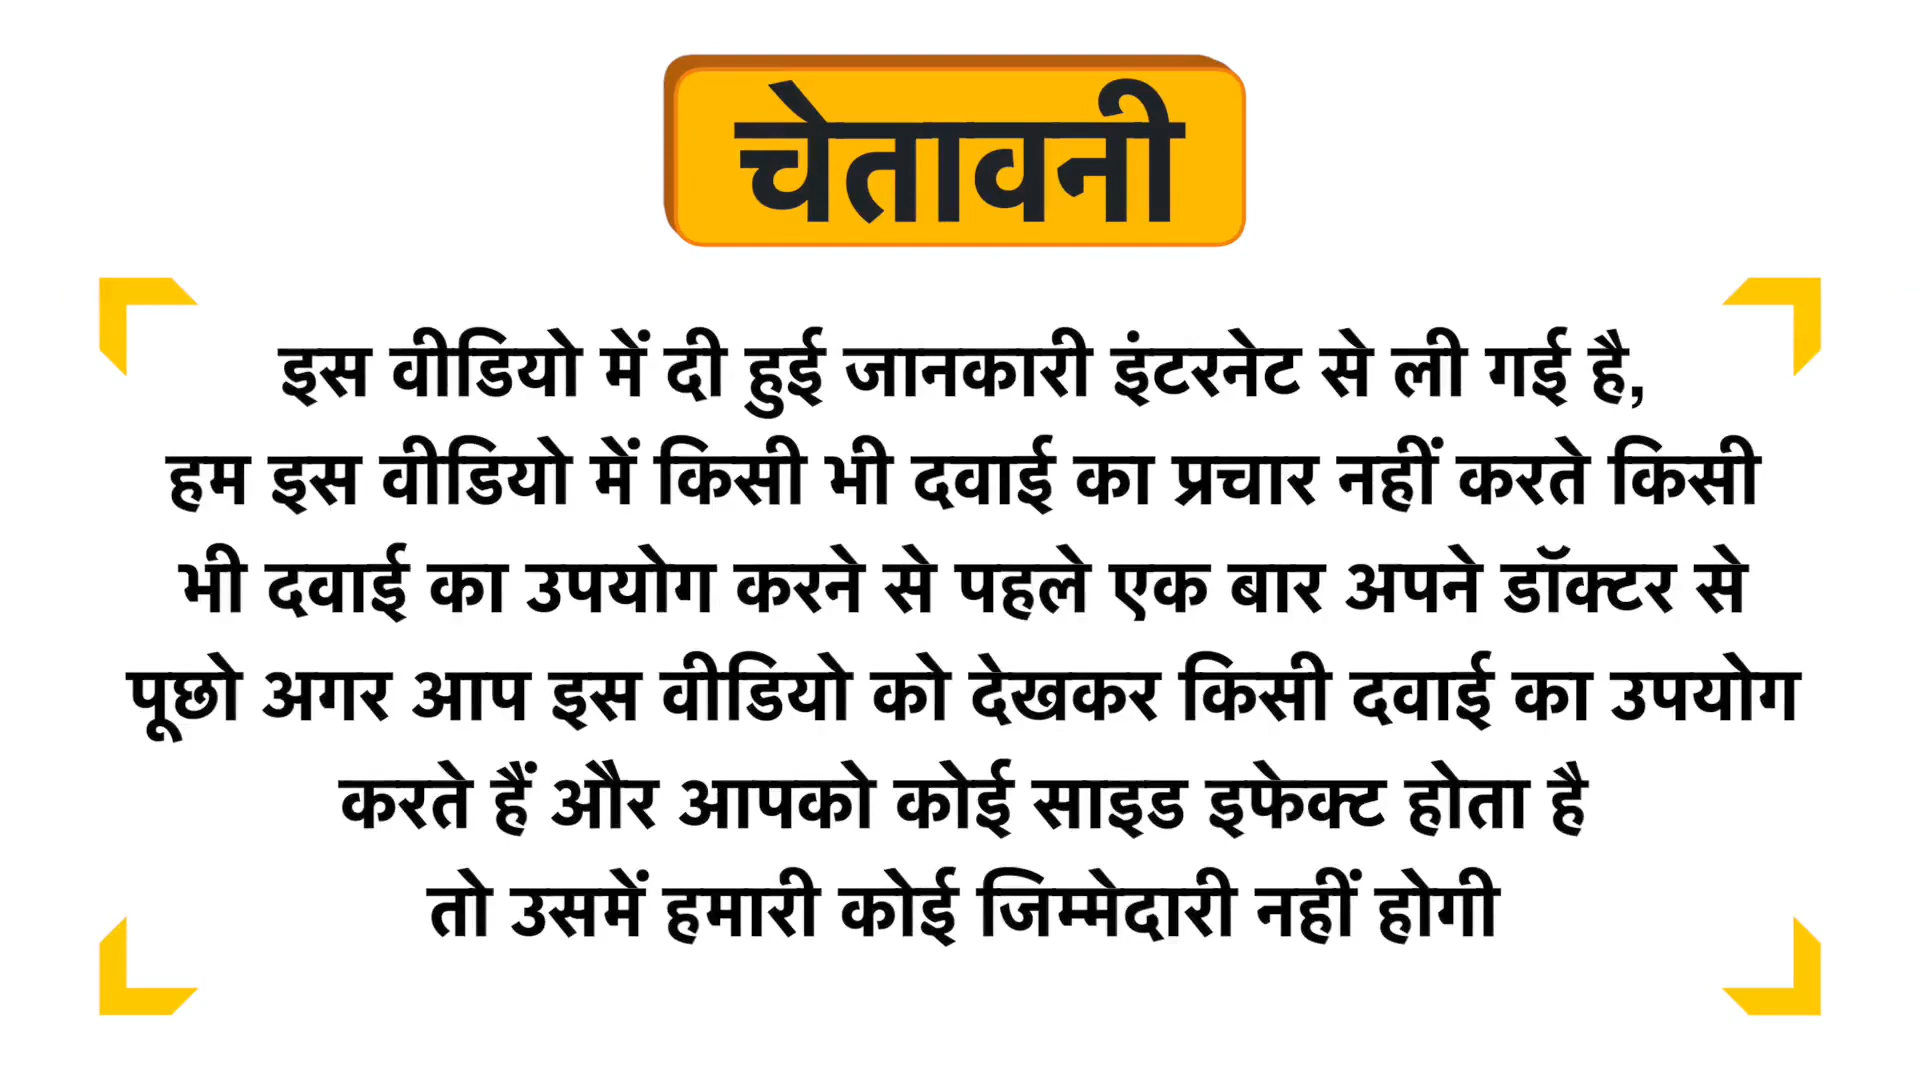 चेतावनी
इस वीडियो में दी हुई जानकारी इंटरनेट से ली गई है,
हम इस वीडियो में किसी भी दवाई का प्रचार नहीं करते किसी
भी दवाई का उपयोग करने से पहले एक बार अपने डॉक्टर से
पूछो अगर आप इस वीडियो को देखकर किसी दवाई का उपयोग
करते हैं और आपको कोई साइड इफेक्ट होता है
तो उसमें हमारी कोई जिम्मेदारी नहीं होगी